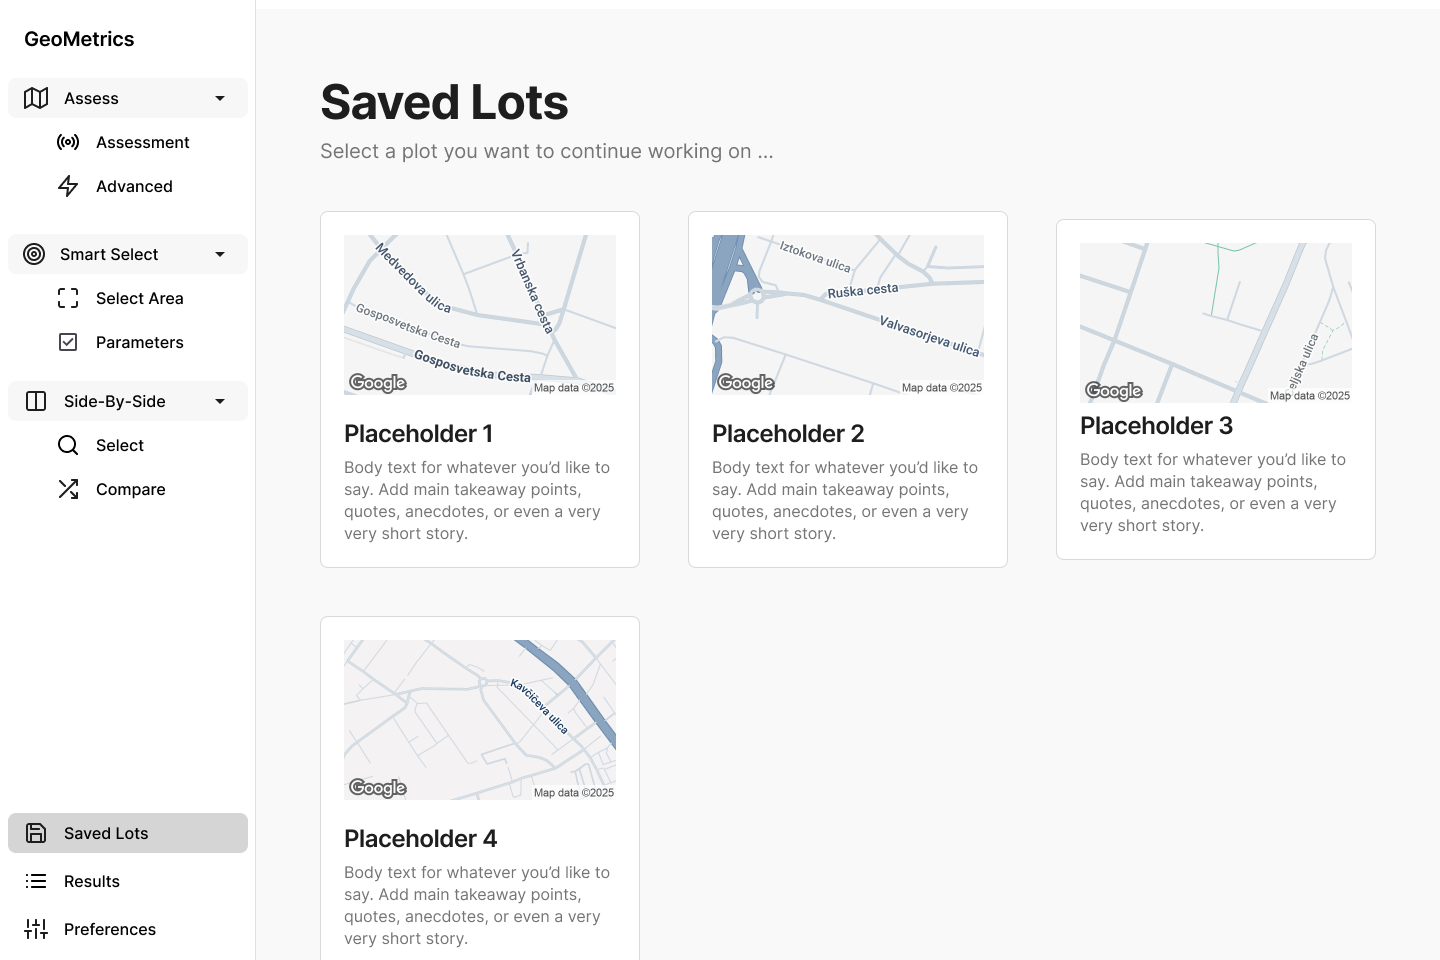 GeoMetrics
Assess
Assessment
Advanced
Smart Select
Select Area
Parameters
Side-By-Side
Select
Compare
Saved Lots
Results
Preferences
Saved Lots
Select a plot you want to continue working on ...
Medvedova ulica
Vrbanska cesta
Gosposvetska Cesta
Gosposvetska Cesta
Google
Map data ©2025
Placeholder 1
Body text for whatever you’d like to
say. Add main takeaway points,
quotes, anecdotes, or even a very
very short story.
Iztokova ulica
Ruška cesta
Valvasorjeva ulica
Google
Map data ©2025
Placeholder 2
Body text for whatever you’d like to
say. Add main takeaway points,
quotes, anecdotes, or even a very
very short story.
eljska ulica
Google
Map data ©2025
Placeholder 3
Body text for whatever you’d like to
say. Add main takeaway points,
quotes, anecdotes, or even a very
very short story.
Kavčičeva ulica
Google
Map data ©2025
Placeholder 4
Body text for whatever you’d like to
say. Add main takeaway points,
quotes, anecdotes, or even a very
very short story.